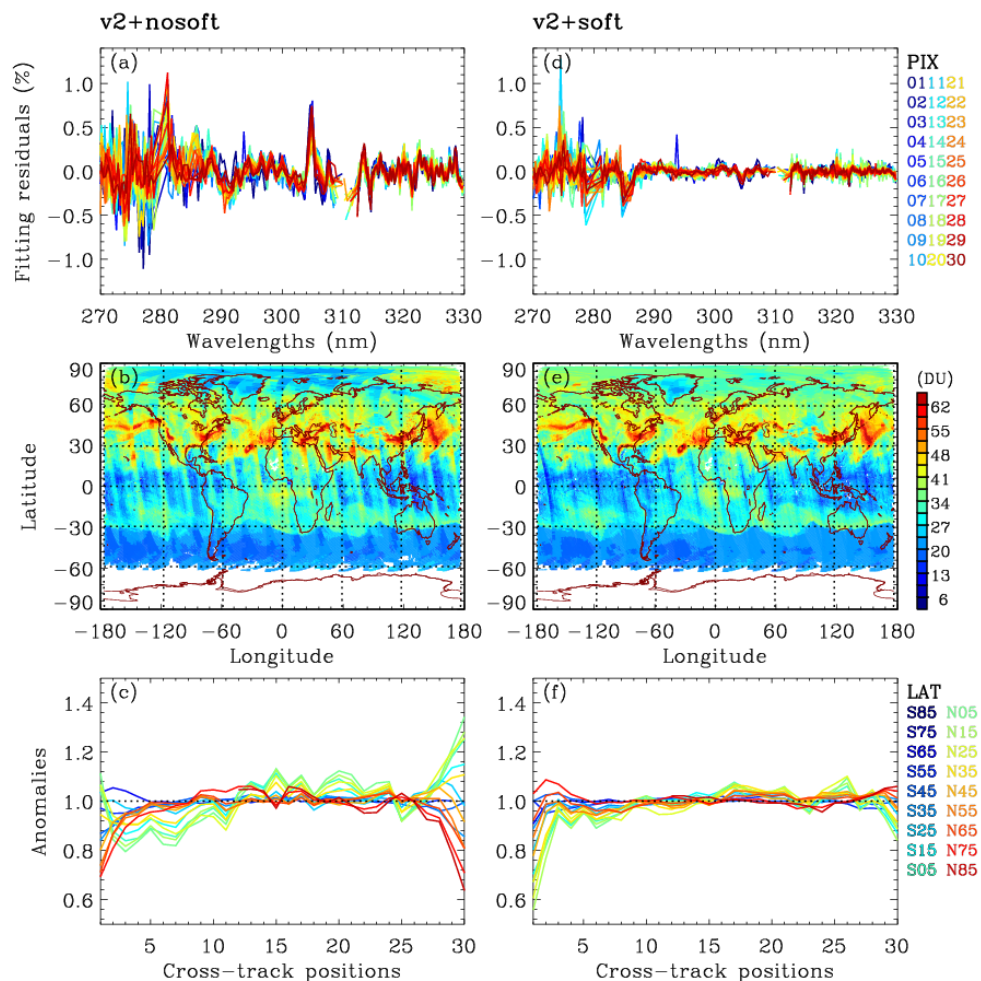 v2+nosoft
v2+soft
(a)
(d)
Fitting residuals (%)
1.0
0.5
0.0
−0.5
−1.0
1.0
0.5
0.0
−0.5
−1.0
PIX
01 11 21
02 12 22
03 13 23
04 14 24
05 15 25
06 16 26
07 17 27
08 18 28
09 19 29
10 20 30
270 280 290 300 310 320 330
270 280 290 300 310 320 330
Wavelengths (nm)
Wavelengths (nm)
(b)
(e)
Latitude
90
60
30
0
−30
−60
−90
90
60
30
0
−30
−60
−90
(DU)
62
55
48
41
34
27
20
13
6
−180 −120 −60 0 60 120 180
−180 −120 −60 0 60 120 180
Longitude
Longitude
(c)
(f)
Anomalies
1.4
1.2
1.0
0.8
0.6
1.4
1.2
1.0
0.8
0.6
LAT
S85 N05
S75 N15
S65 N25
S55 N35
S45 N45
S35 N55
S25 N65
S15 N75
S05 N85
5 10 15 20 25 30
5 10 15 20 25 30
Cross−track positions
Cross−track positions